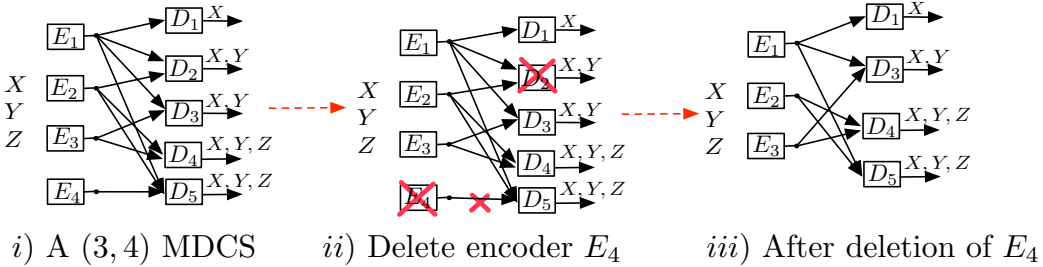 E₁ D₁ X
E₂ D₂ X, Y
X
Y
Z
D₃ X, Y
E₃ D₄ X, Y, Z
E₄ D₅ X, Y, Z
i) A (3, 4) MDCS
E₁ D₁ X
D₂ X, Y
X
Y
Z
E₂ D₃ X, Y
E₃ D₄ X, Y, Z
E₄ D₅ X, Y, Z
ii) Delete encoder E₄
D₁ X
E₁ D₃ X, Y
X
Y
Z
E₂ D₄ X, Y, Z
E₃ D₅ X, Y, Z
iii) After deletion of E₄